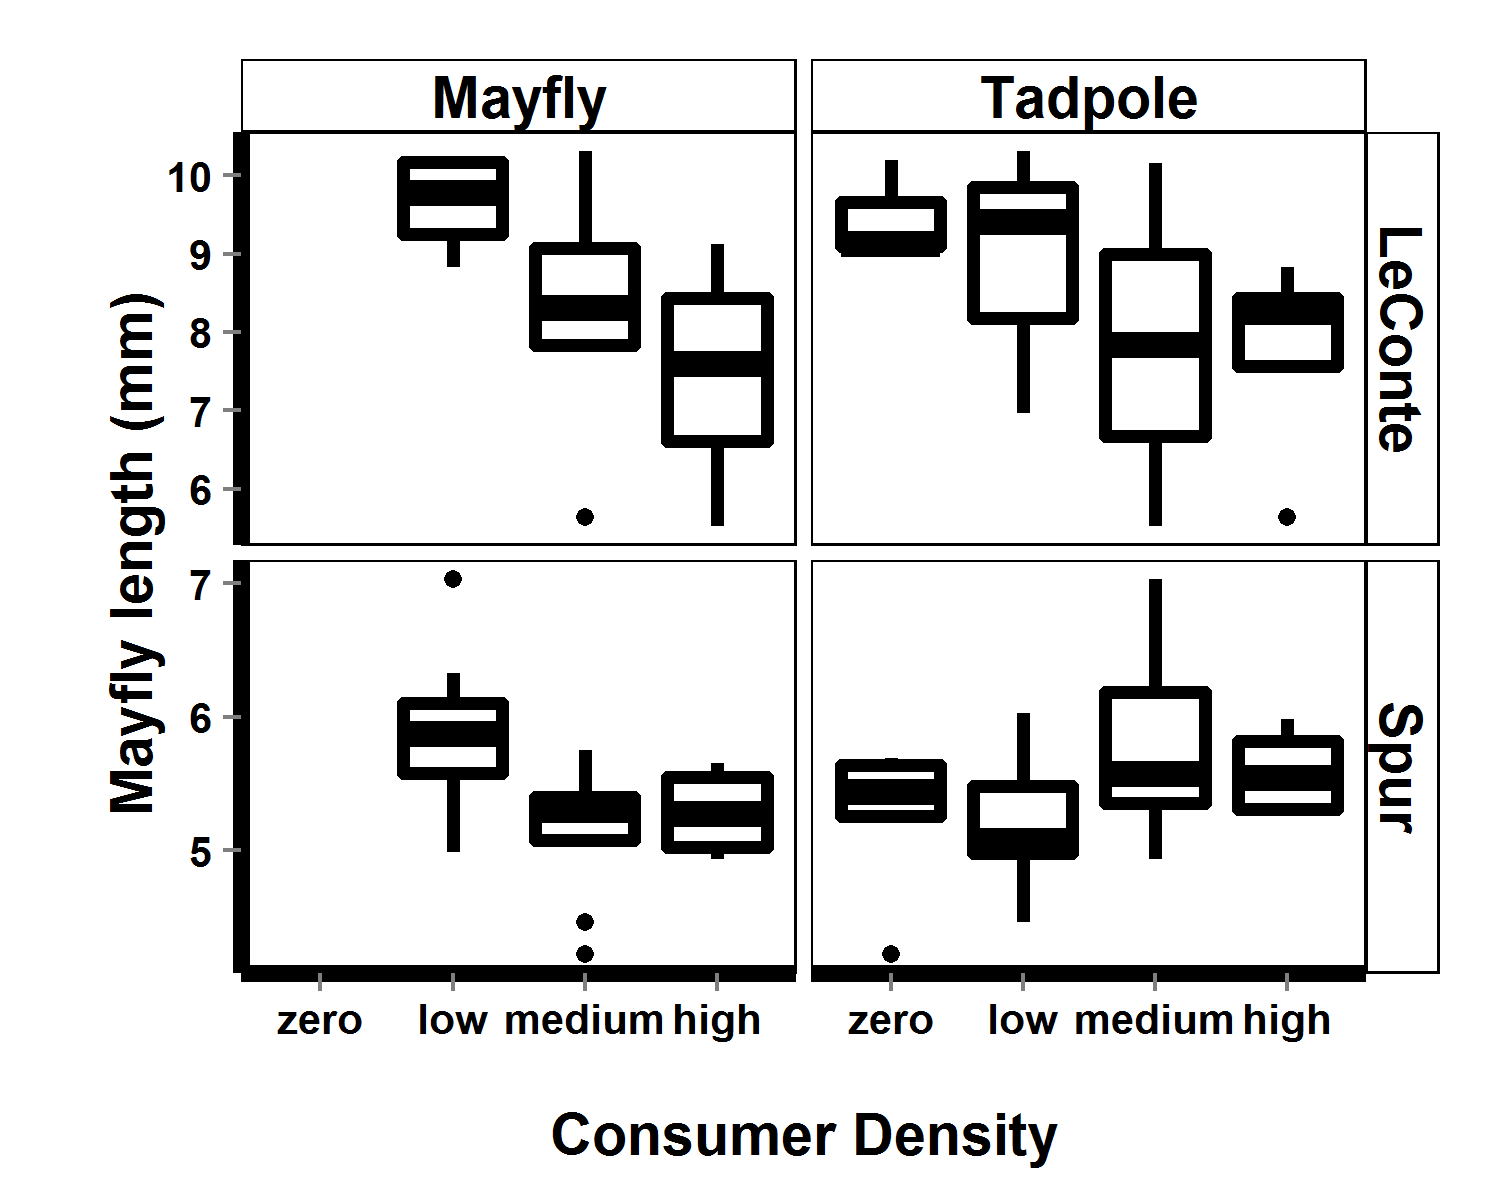 Mayfly
Tadpole
10
9
8
7
6
LeConte
Mayfly length (mm)
7
6
5
Spur
zero low medium high
zero low medium high
Consumer Density